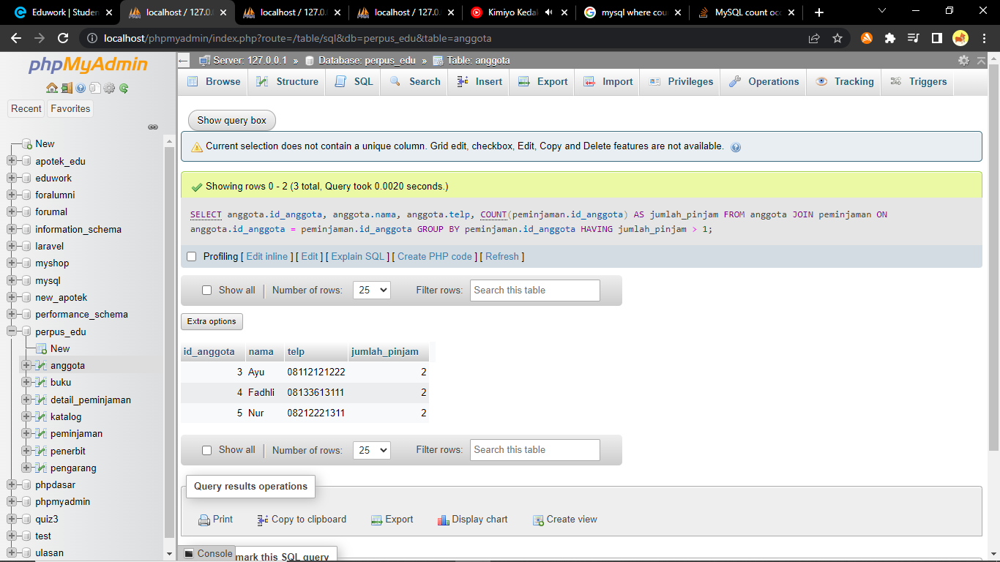 Eduwork | Studen
localhost / 127.0.0
localhost / 127.0.
localhost / 127.0.
Kimiyo Keda
mysql where cou
MySQL count occ
localhost/phpmyadmin/index.php?route=/table/sql&db=perpus_edu&table=anggota
phpMyAdmin
Recent
Favorites
New
apotek_edu
eduwork
foralumni
forumal
information_schema
laravel
myshop
mysql
new_apotek
performance_schema
perpus_edu
New
anggota
buku
detail_peminjaman
katalog
peminjaman
penerbit
pengarang
phpdasar
phpmyadmin
quiz3
test
ulasan
Server: 127.0.0.1 » Database: perpus_edu » Table: anggota
Browse Structure SQL Search Insert Export Import Privileges Operations Tracking Triggers
Show query box
Current selection does not contain a unique column. Grid edit, checkbox, Edit, Copy and Delete features are not available.
Showing rows 0 - 2 (3 total, Query took 0.0020 seconds.)
SELECT anggota.id_anggota, anggota.nama, anggota.telp, COUNT(peminjaman.id_anggota) AS jumlah_pinjam FROM anggota JOIN peminjaman ON
anggota.id_anggota = peminjaman.id_anggota GROUP BY peminjaman.id_anggota HAVING jumlah_pinjam > 1;
Profiling [ Edit inline ] [ Edit ] [ Explain SQL ] [ Create PHP code ] [ Refresh ]
Show all | Number of rows: 25 Filter rows: Search this table
Extra options
id_anggota nama telp jumlah_pinjam
3 Ayu 08112121222 2
4 Fadhli 08133613111 2
5 Nur 08212221311 2
Show all | Number of rows: 25 Filter rows: Search this table
Query results operations
Print Copy to clipboard Export Display chart Create view
Console
mark this SQL query